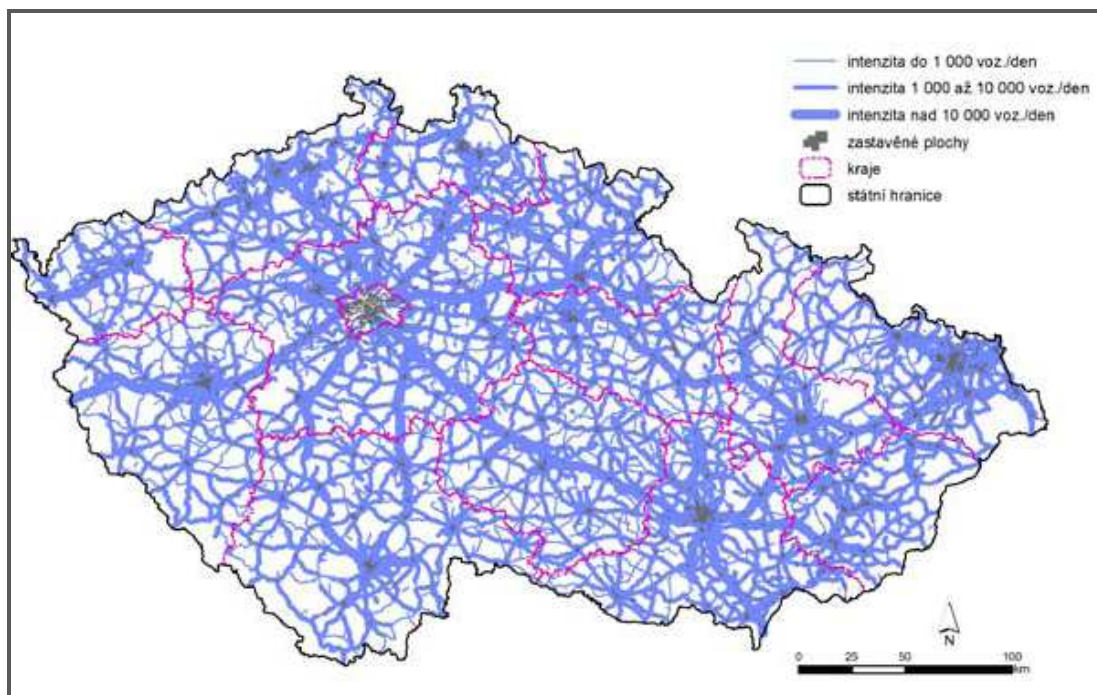 intenzita do 1 000 voz./den
intenzita 1 000 až 10 000 voz./den
intenzita nad 10 000 voz./den
zastavěné plochy
kraje
státní hranice
N
0 25 50 100
km